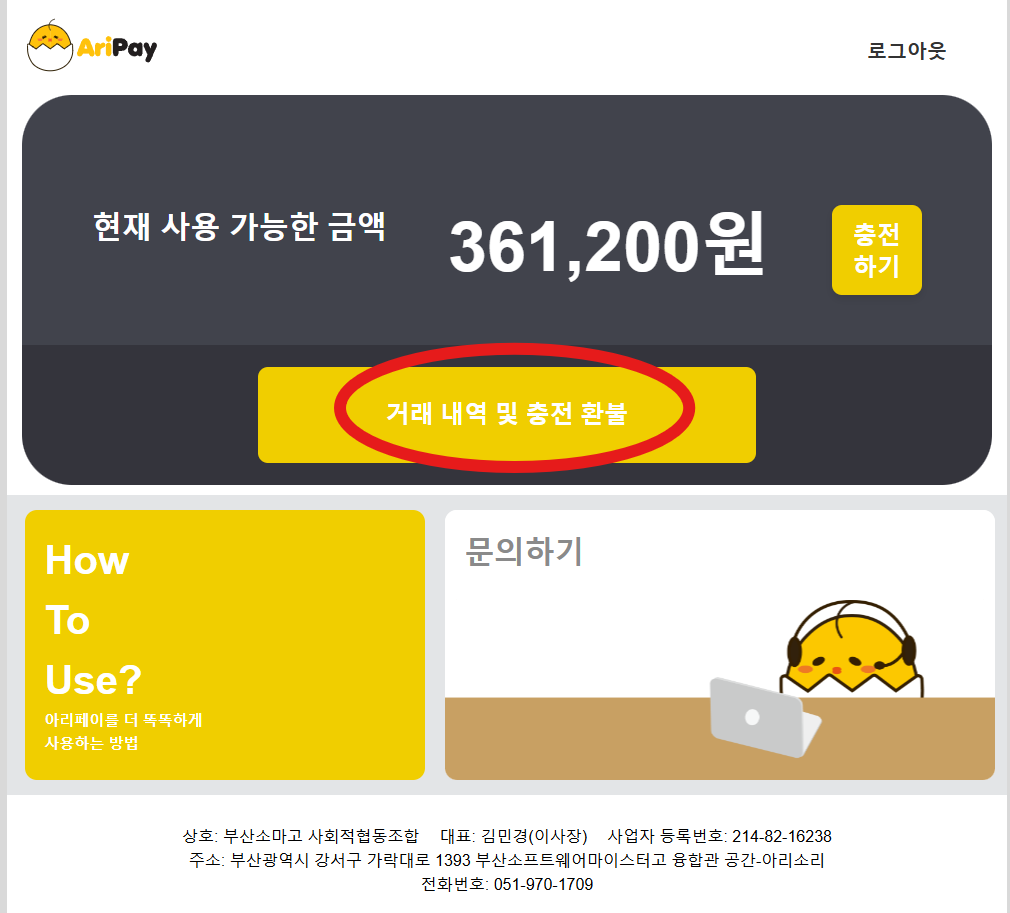 AriPay
로그아웃
현재 사용 가능한 금액
361,200원
충전
하기
거래 내역 및 충전 환불
How
To
Use?
아리페이를 더 똑똑하게
사용하는 방법
문의하기
상호: 부산소마고 사회적협동조합 대표: 김민경(이사장) 사업자 등록번호: 214-82-16238
주소: 부산광역시 강서구 가락대로 1393 부산소프트웨어마이스터고 융합관 공간-아리소리
전화번호: 051-970-1709